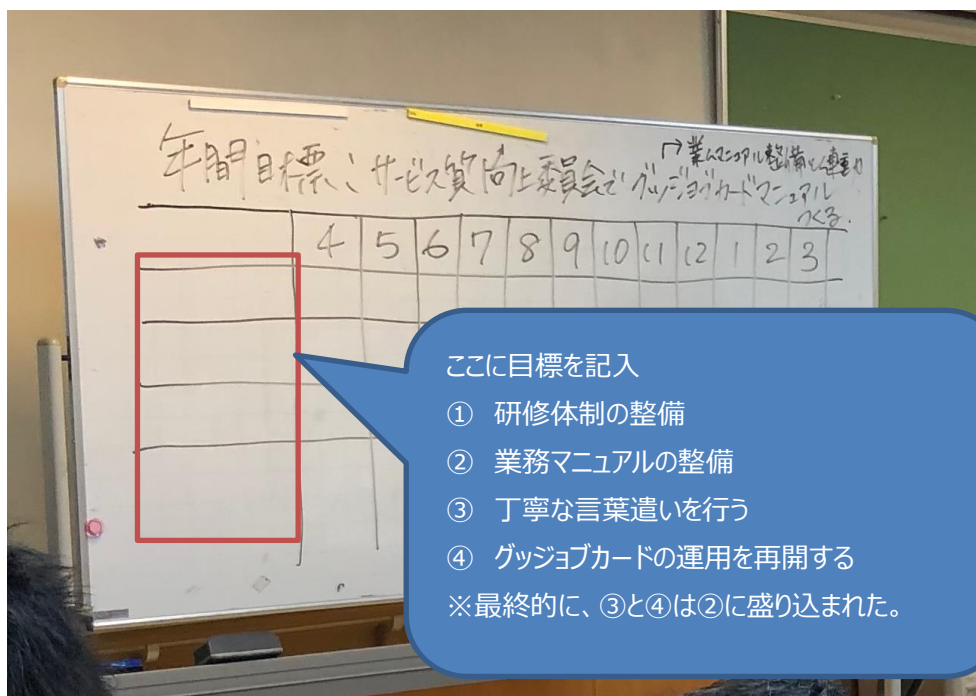 年間目標、サービス質向上委員会でグッジョブカードマニュアル
つくる.
→業ムマニュアル整備と連動
4 5 6 7 8 9 10 11 12 1 2 3
ここに目標を記入
① 研修体制の整備
② 業務マニュアルの整備
③ 丁寧な言葉遣いを行う
④ グッジョブカードの運用を再開する
※最終的に、③と④は②に盛り込まれた。